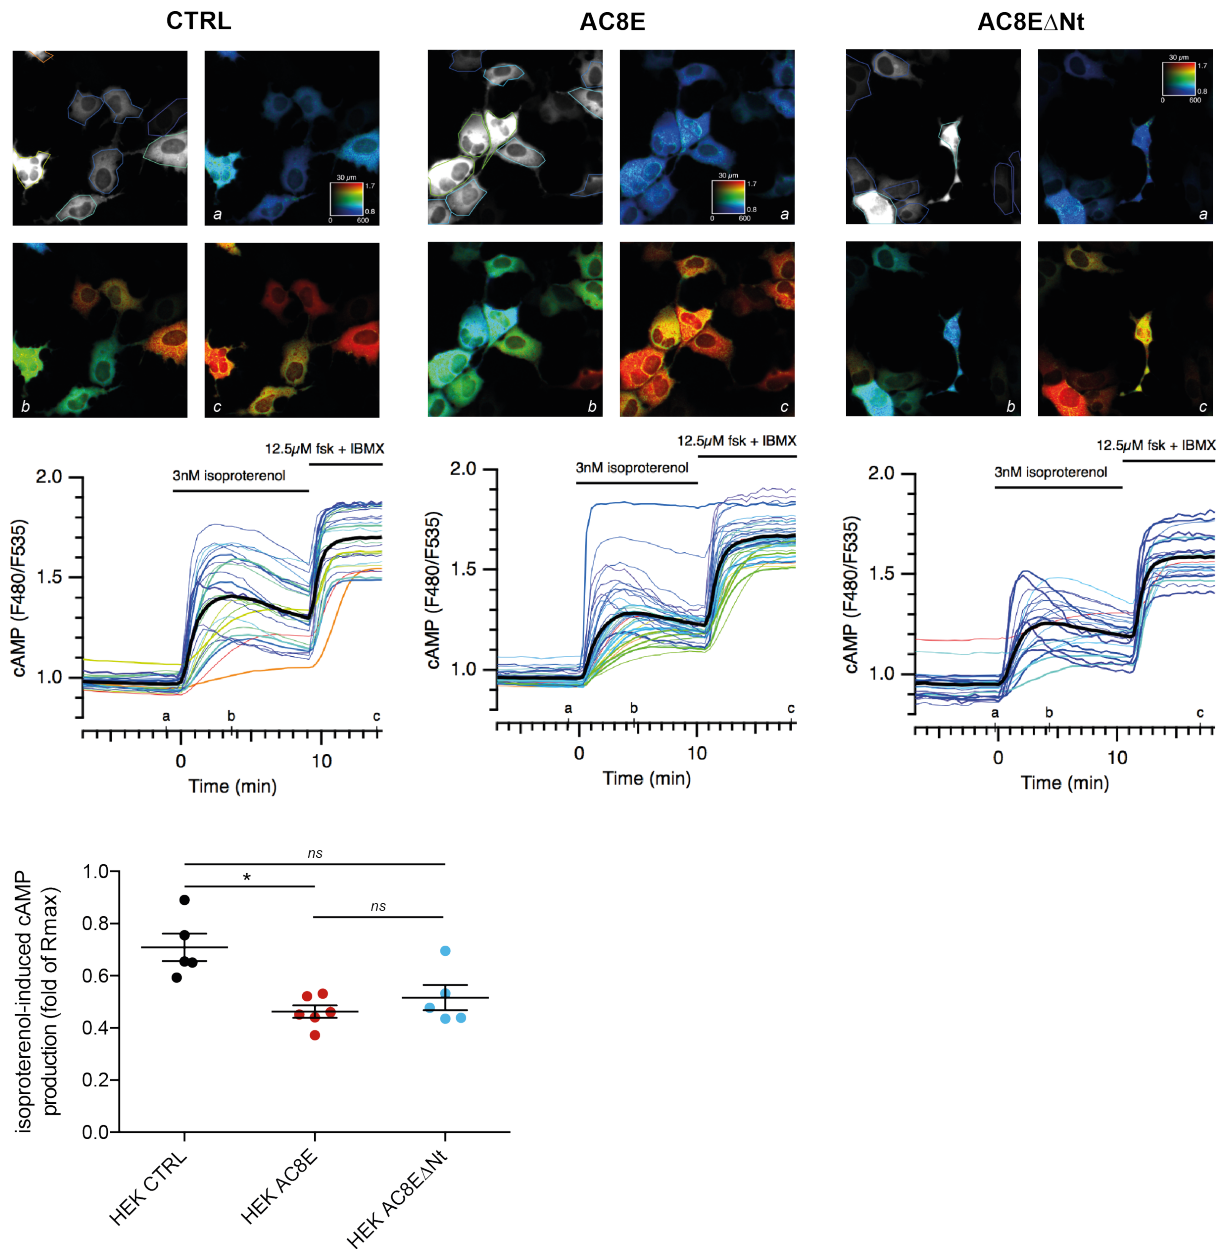 CTRL
AC8E
AC8EΔNt
30 µm
1.7
0.8
0
600
a
b
c
30 µm
1.7
0.8
0
600
a
b
c
30 µm
1.7
0.8
0
600
a
b
c
12.5µM fsk + IBMX
3nM isoproterenol
2.0
1.5
1.0
cAMP (F480/F535)
a
b
c
0
10
Time (min)
12.5µM fsk + IBMX
3nM isoproterenol
2.0
1.5
1.0
cAMP (F480/F535)
a
b
c
0
10
Time (min)
12.5µM fsk + IBMX
3nM isoproterenol
2.0
1.5
1.0
cAMP (F480/F535)
a
b
c
0
10
Time (min)
isoproterenol-induced cAMP
production (fold of Rmax)
1.0
0.8
0.6
0.4
0.2
0.0
ns
*
ns
HEK CTRL
HEK AC8E
HEK AC8EΔNt